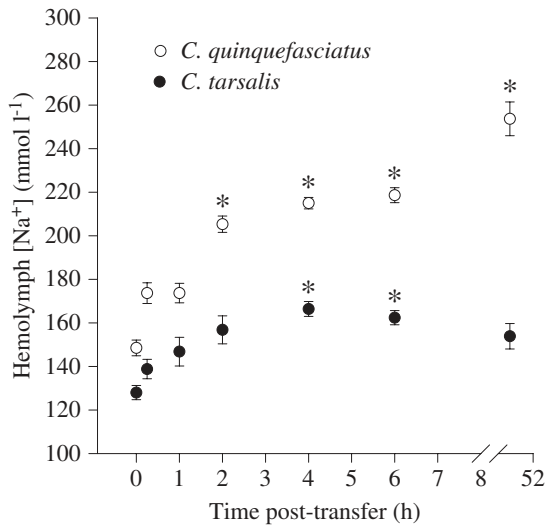 300
280
260
240
220
200
180
160
140
120
100
Hemolymph [Na+] (mmol l-1)
C. quinquefasciatus
C. tarsalis
*
* * *
* *
0 1 2 3 4 5 6 7 8 52
Time post-transfer (h)